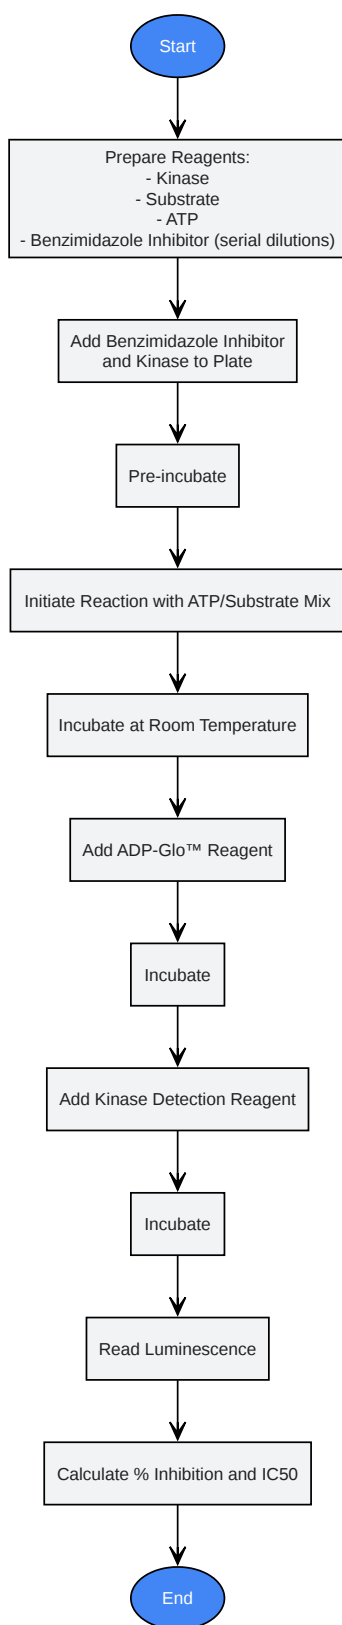 Start
Prepare Reagents:
- Kinase
- Substrate
- ATP
- Benzimidazole Inhibitor (serial dilutions)
Add Benzimidazole Inhibitor
and Kinase to Plate
Pre-incubate
Initiate Reaction with ATP/Substrate Mix
Incubate at Room Temperature
Add ADP-Glo™ Reagent
Incubate
Add Kinase Detection Reagent
Incubate
Read Luminescence
Calculate % Inhibition and IC50
End